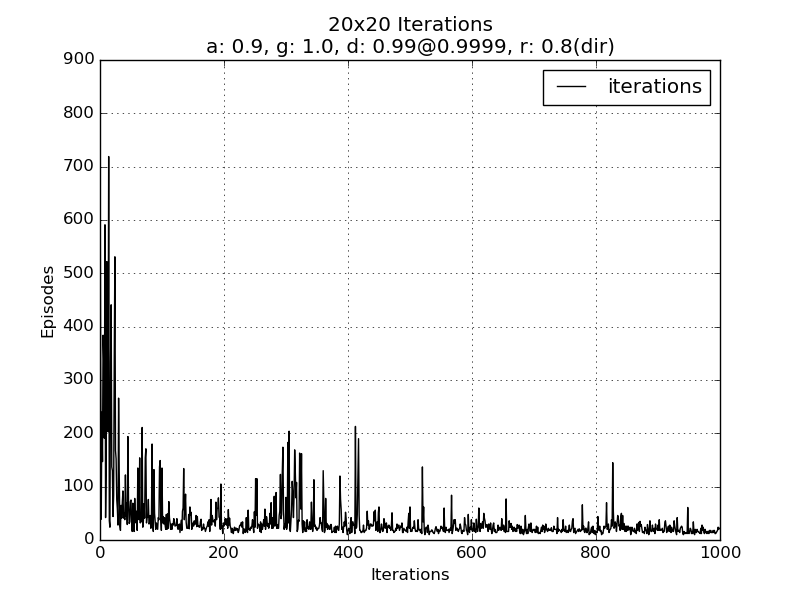 20x20 Iterations
a: 0.9, g: 1.0, d: 0.99@0.9999, r: 0.8(dir)
iterations
900
800
700
600
500
400
300
200
100
0
Episodes
0 200 400 600 800 1000
Iterations